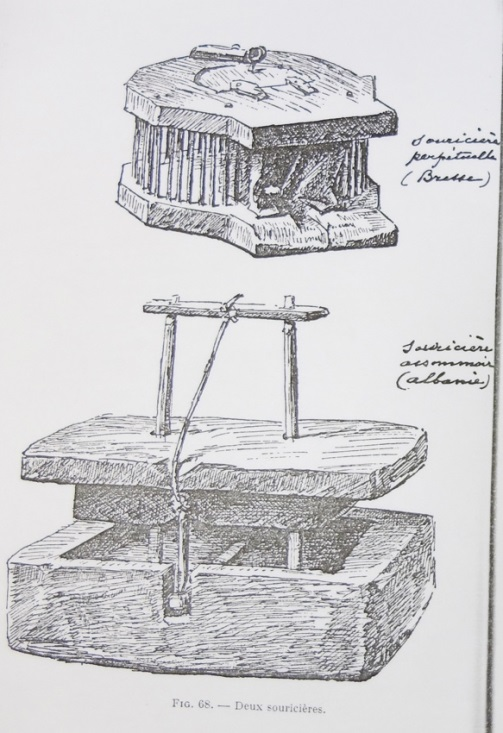 Souricière
perpétuelle
(Bresse)
Souricière
assommoir
(Albanie)
FIG. 68. — Deux souricières.